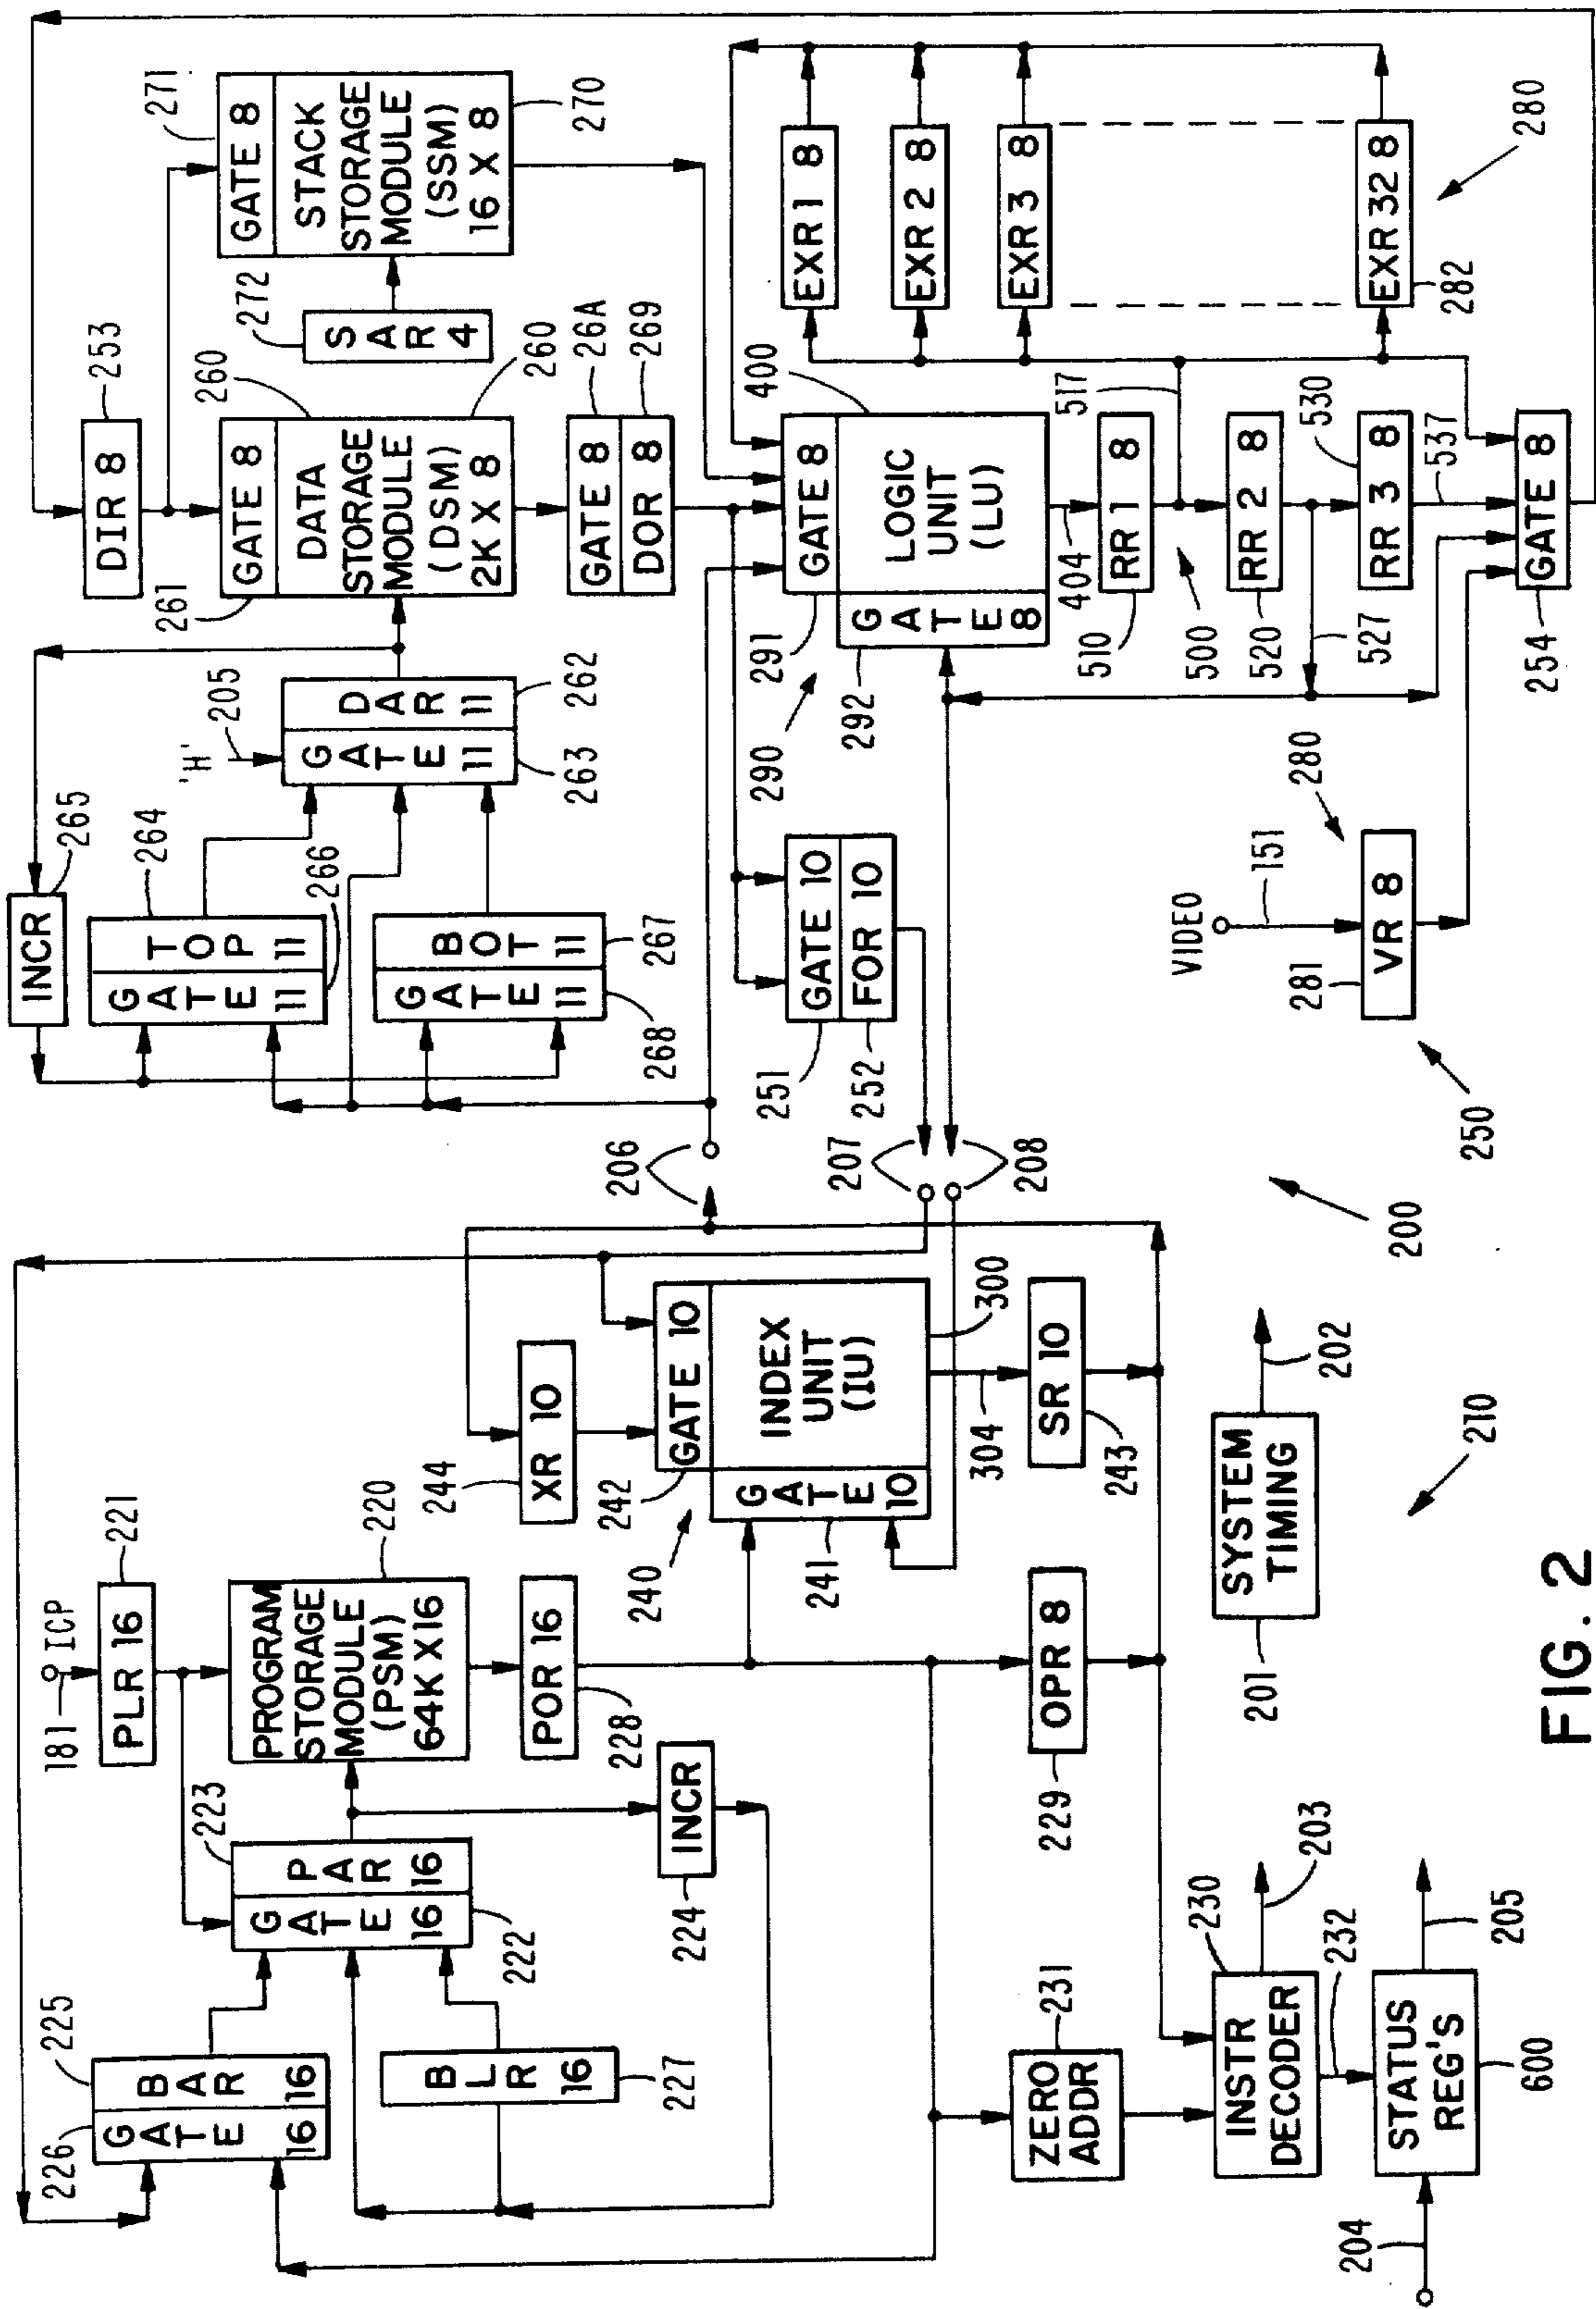 181
ICP
PLR 16
221
PROGRAM
STORAGE
MODULE
(PSM)
64K X 16
220
POR 16
228
223
P
A
R
16
G
A
T
E
16
222
INCR
224
225
B
A
R
16
G
A
T
E
16
226
B
L
R
16
227
XR 10
244
GATE 10
242
INDEX
UNIT
(IU)
300
G
A
T
E
10
241
240
304
SR 10
243
OPR 8
229
ZERO
ADDR
231
INSTR
DECODER
230
203
232
STATUS
REG'S
600
204
205
SYSTEM
TIMING
201
202
210
200
206
207
208
INCR
265
T
O
P
11
264
G
A
T
E
11
266
B
O
T
11
267
G
A
T
E
11
268
'H'
205
D
A
R
11
262
G
A
T
E
11
263
DIR 8
253
GATE 8
261
260
DATA
STORAGE
MODULE
(DSM)
2K X 8
260
GATE 8
26A
DOR 8
269
GATE 8
271
STACK
STORAGE
MODULE
(SSM)
16 X 8
270
S
A
R
4
272
GATE 10
251
FOR 10
252
GATE 8
291
LOGIC
UNIT
(LU)
400
G
A
T
E
8
292
290
404
RR 1 8
510
517
500
RR 2 8
520
527
RR 3 8
530
537
GATE 8
254
EXR 1 8
EXR 2 8
EXR 3 8
EXR 32 8
282
280
VIDEO
151
280
VR 8
281
250
FIG. 2